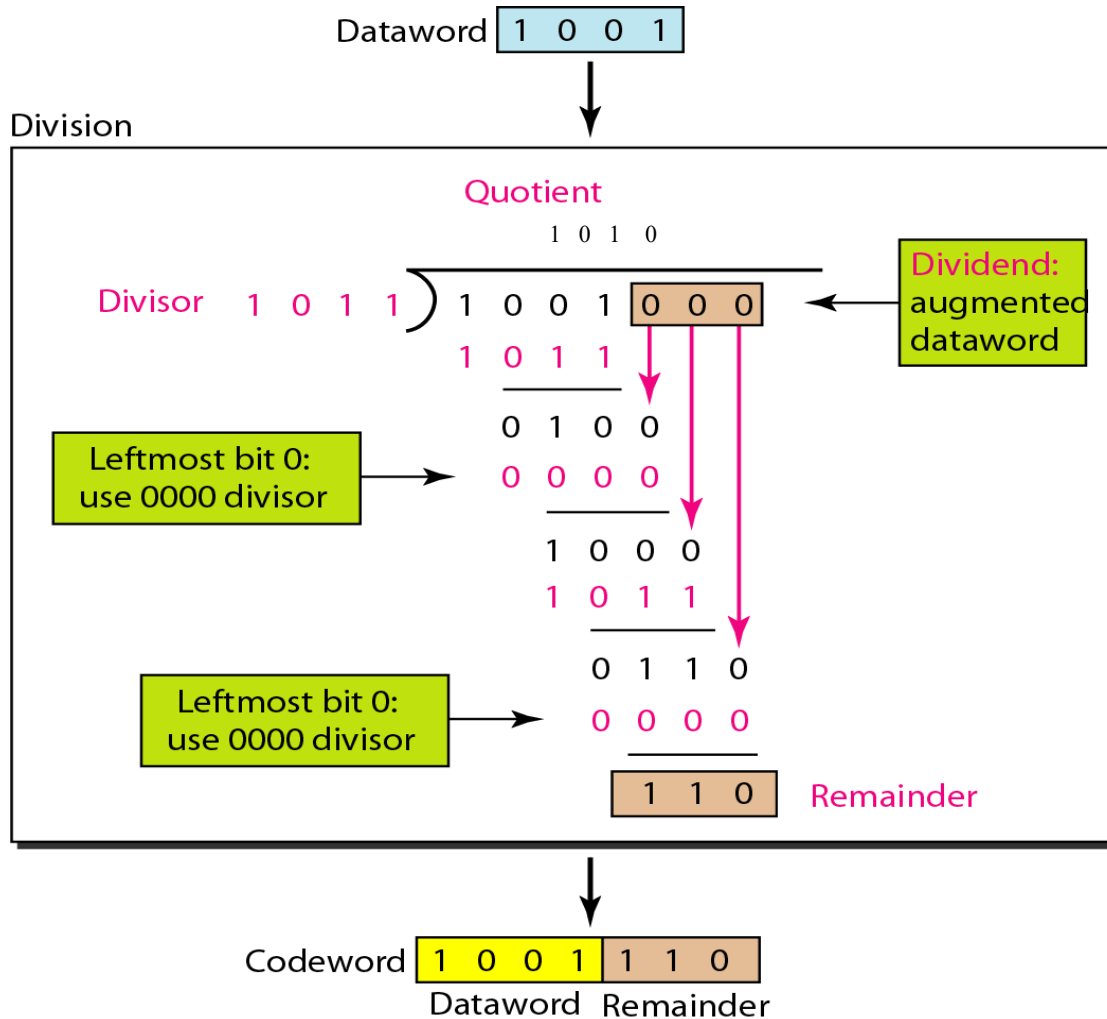 Dataword 1 0 0 1
Division
Quotient
1 0 1 0
Divisor 1 0 1 1 1 0 0 1 0 0 0
Dividend:
augmented
dataword
1 0 1 1
0 1 0 0
Leftmost bit 0:
use 0000 divisor
0 0 0 0
1 0 0 0
1 0 1 1
0 1 1 0
Leftmost bit 0:
use 0000 divisor
0 0 0 0
1 1 0 Remainder
Codeword 1 0 0 1 1 1 0
Dataword Remainder